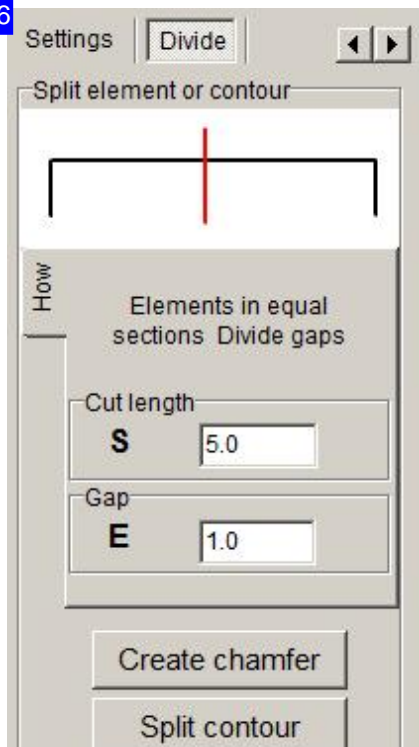 6
Settings Divide
Split element or contour
How
Elements in equal
sections Divide gaps
Cut length
S 5.0
Gap
E 1.0
Create chamfer
Split contour